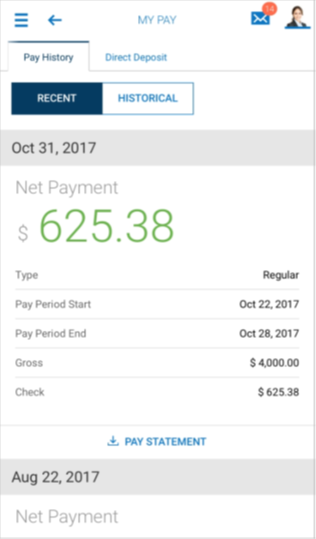 MY PAY
14
Pay History
Direct Deposit
RECENT
HISTORICAL
Oct 31, 2017
Net Payment
$ 625.38
Type Regular
Pay Period Start Oct 22, 2017
Pay Period End Oct 28, 2017
Gross $ 4,000.00
Check $ 625.38
PAY STATEMENT
Aug 22, 2017
Net Payment